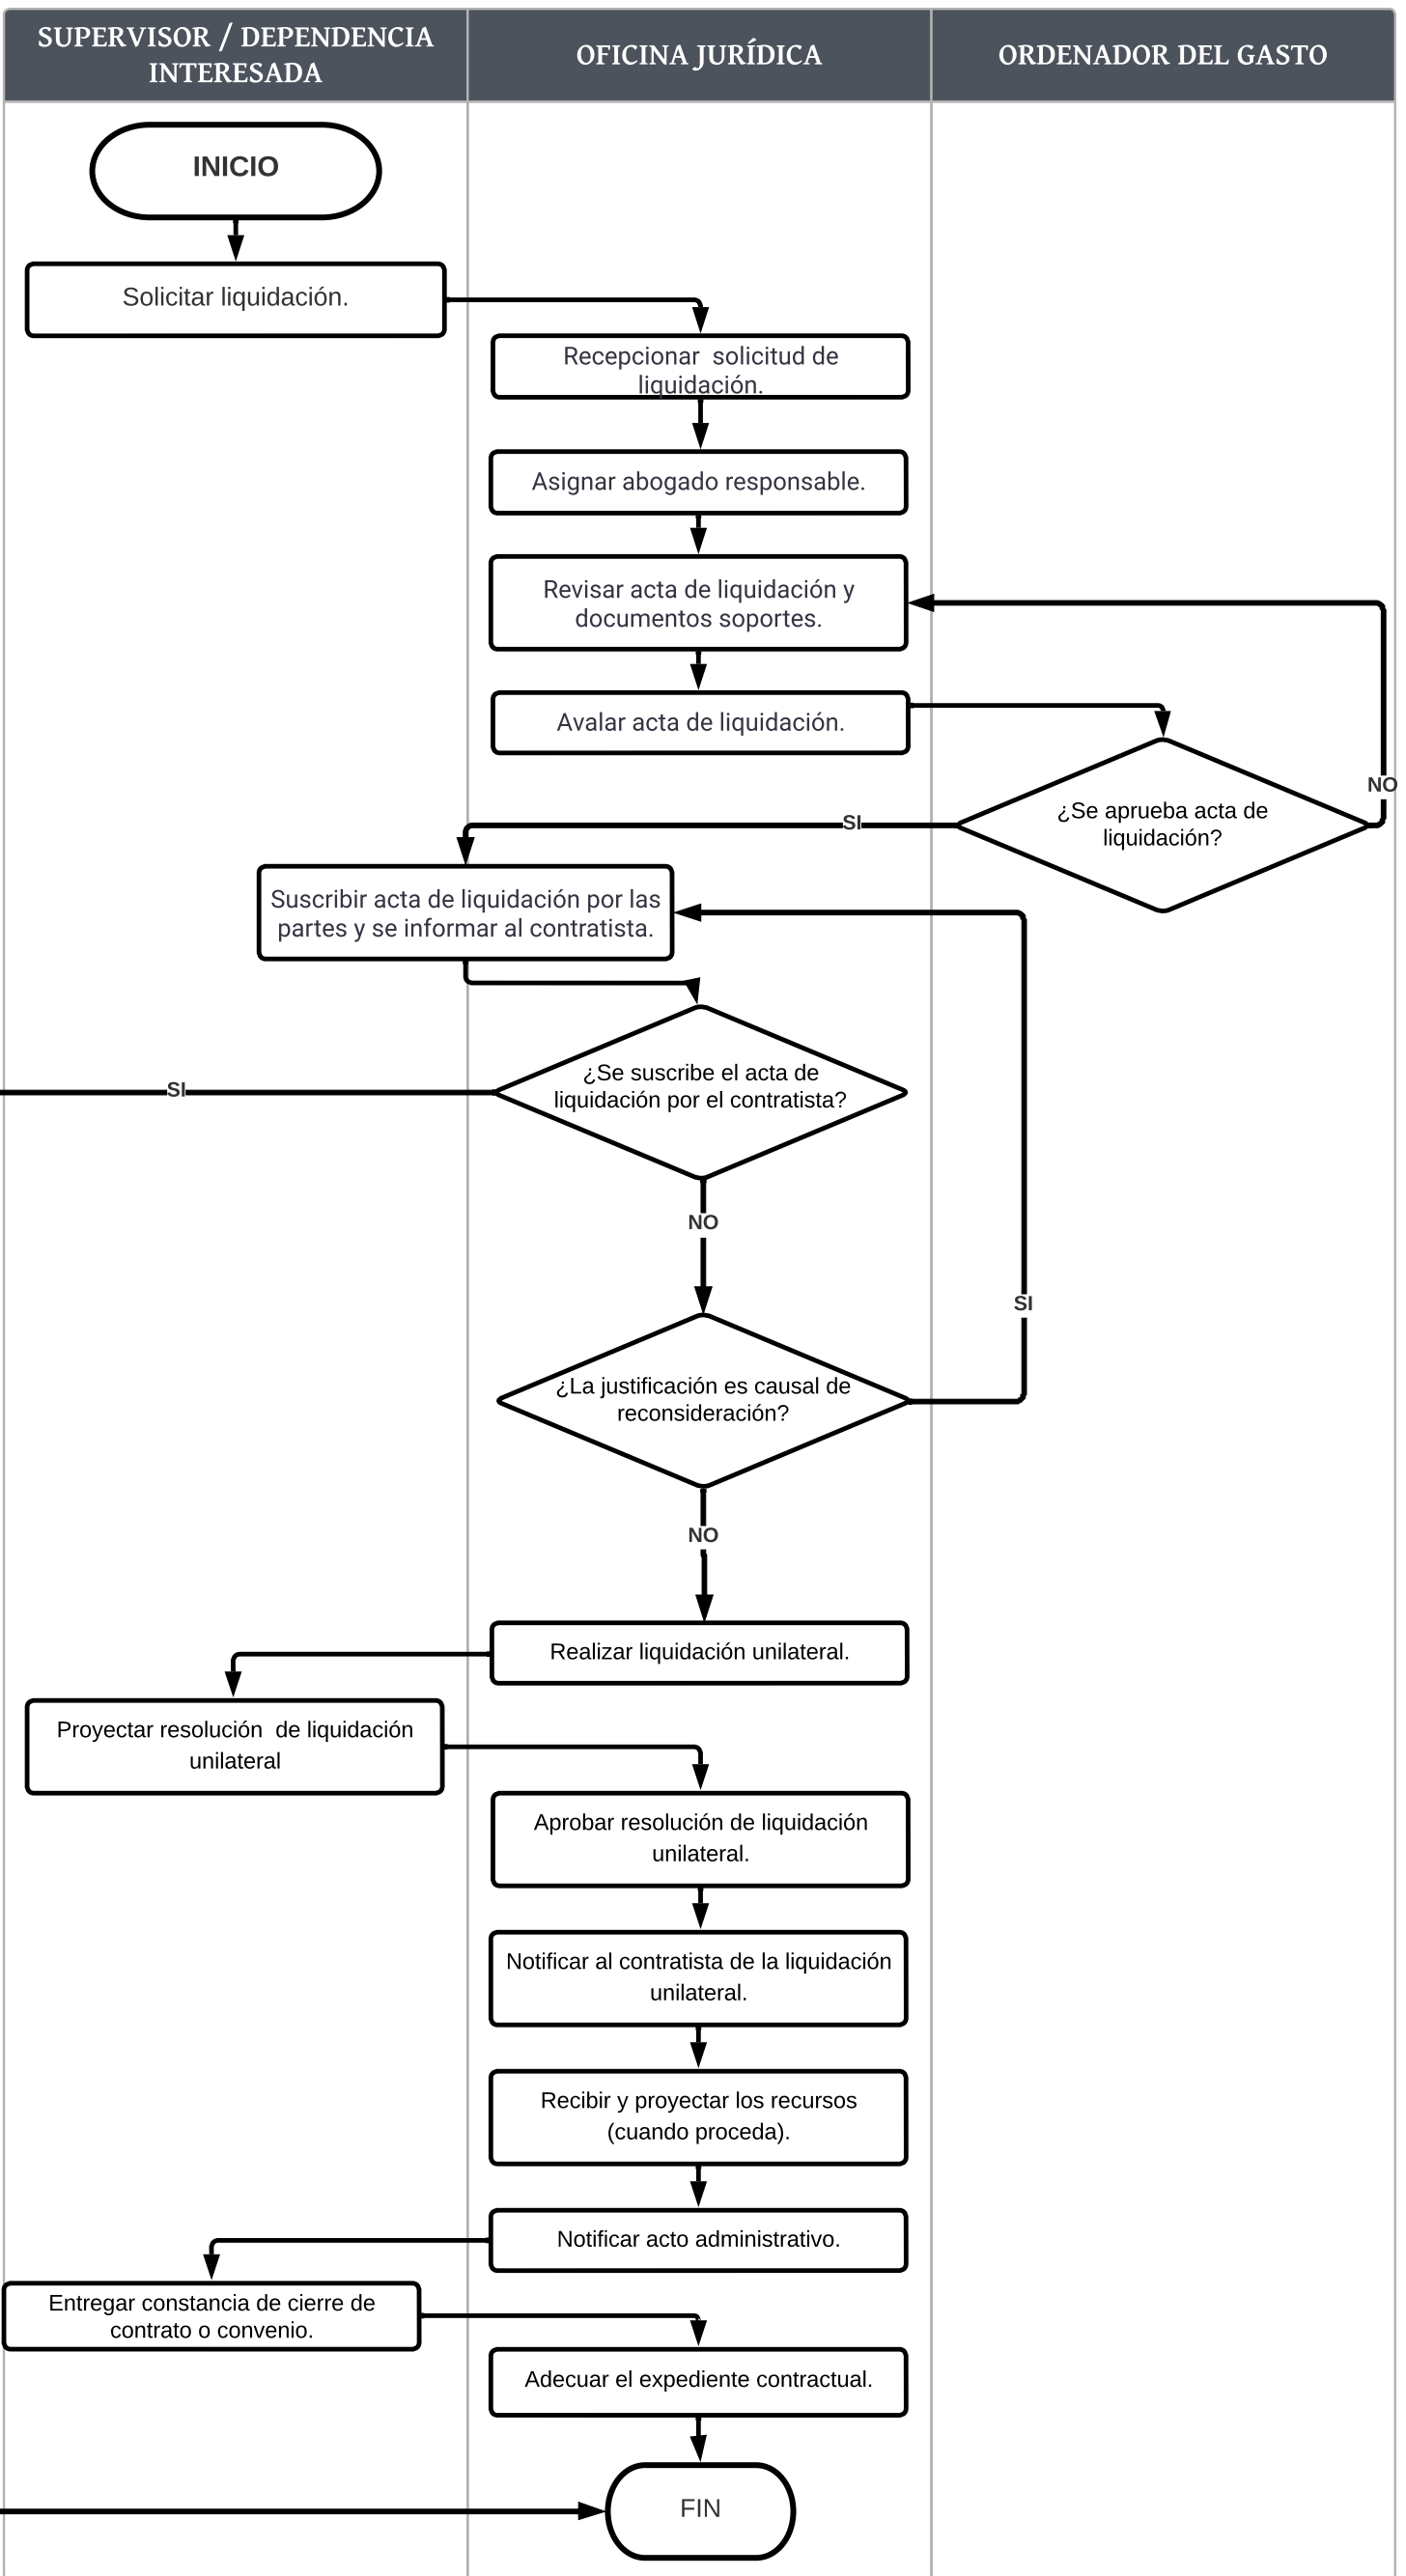 SUPERVISOR / DEPENDENCIA
INTERESADA
OFICINA JURÍDICA
ORDENADOR DEL GASTO
INICIO
Solicitar liquidación.
Recepcionar  solicitud de
liquidación.
Asignar abogado responsable.
Revisar acta de liquidación y
documentos soportes.
Avalar acta de liquidación.
NO
¿Se aprueba acta de
liquidación?
SI
Suscribir acta de liquidación por las
partes y se informar al contratista.
¿Se suscribe el acta de
liquidación por el contratista?
SI
NO
SI
¿La justificación es causal de
reconsideración?
NO
Realizar liquidación unilateral.
Proyectar resolución  de liquidación
unilateral
Aprobar resolución de liquidación
unilateral.
Notificar al contratista de la liquidación
unilateral.
Recibir y proyectar los recursos
(cuando proceda).
Notificar acto administrativo.
Entregar constancia de cierre de
contrato o convenio.
Adecuar el expediente contractual.
FIN